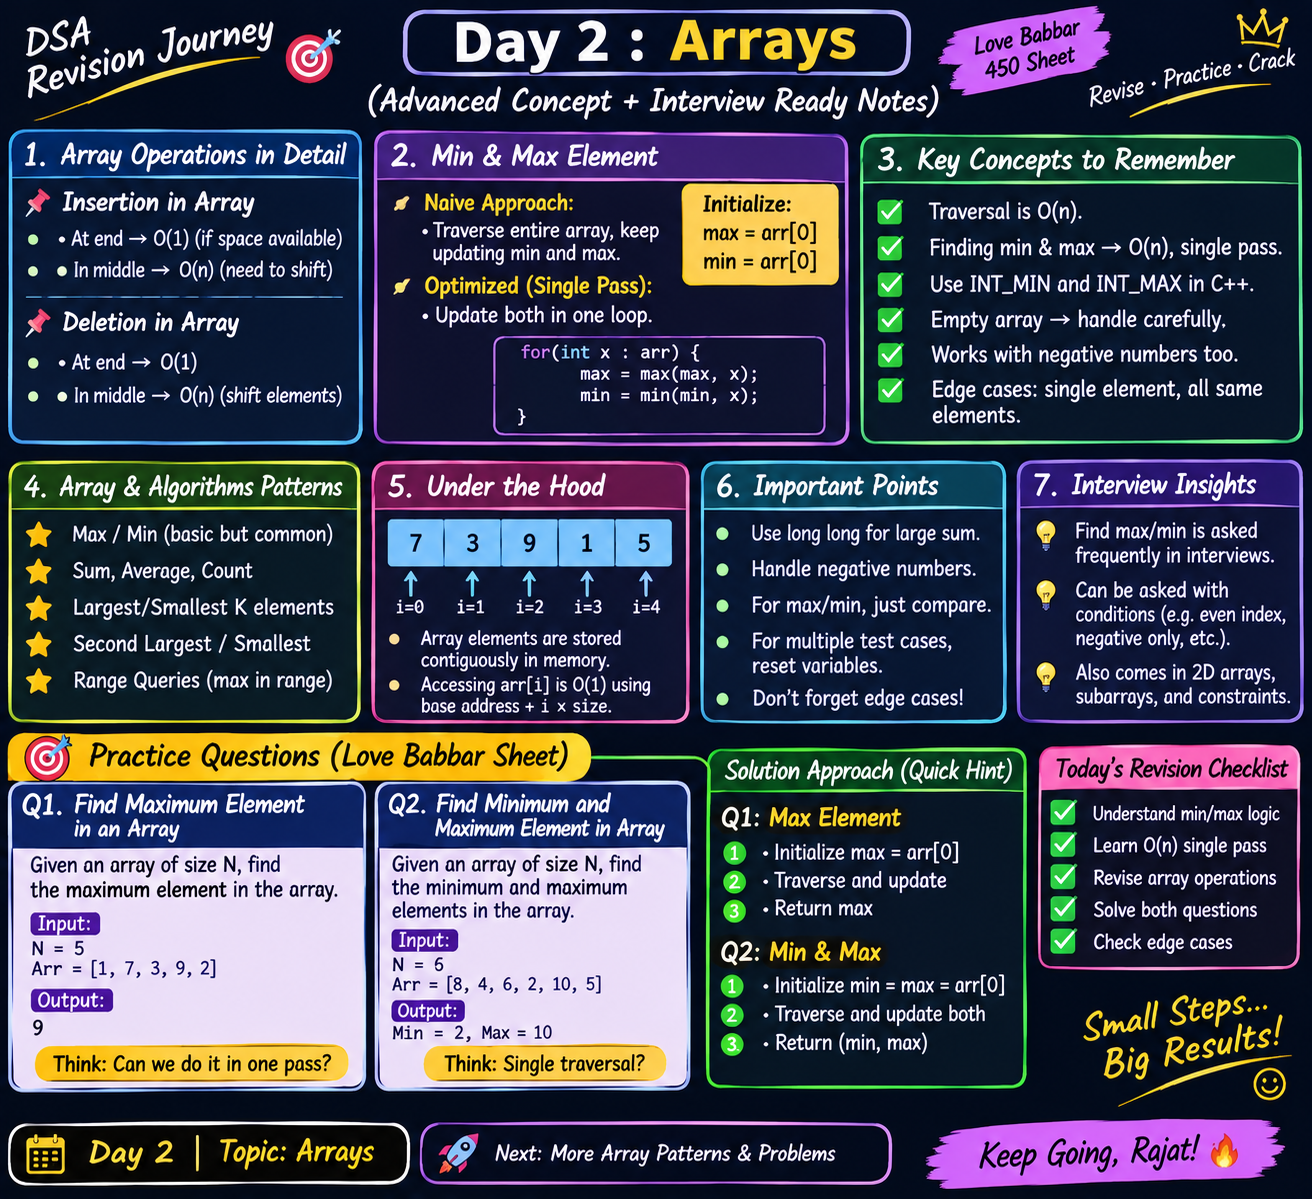 DSA
Revision Journey
Day 2 : Arrays
(Advanced Concept + Interview Ready Notes)
Love Babbar
450 Sheet
Revise • Practice • Crack
1. Array Operations in Detail
Insertion in Array
• At end → O(1) (if space available)
• In middle → O(n) (need to shift)
Deletion in Array
• At end → O(1)
• In middle → O(n) (shift elements)
2. Min & Max Element
Naive Approach:
• Traverse entire array, keep
updating min and max.
Optimized (Single Pass):
• Update both in one loop.
Initialize:
max = arr[0]
min = arr[0]
for(int x : arr) {
max = max(max, x);
min = min(min, x);
}
3. Key Concepts to Remember
Traversal is O(n).
Finding min & max → O(n), single pass.
Use INT_MIN and INT_MAX in C++.
Empty array → handle carefully.
Works with negative numbers too.
Edge cases: single element, all same
elements.
4. Array & Algorithms Patterns
Max / Min (basic but common)
Sum, Average, Count
Largest/Smallest K elements
Second Largest / Smallest
Range Queries (max in range)
5. Under the Hood
7 3 9 1 5
i=0 i=1 i=2 i=3 i=4
Array elements are stored
contiguously in memory.
Accessing arr[i] is O(1) using
base address + i × size.
6. Important Points
Use long long for large sum.
Handle negative numbers.
For max/min, just compare.
For multiple test cases,
reset variables.
Don't forget edge cases!
7. Interview Insights
Find max/min is asked
frequently in interviews.
Can be asked with
conditions (e.g. even index,
negative only, etc.).
Also comes in 2D arrays,
subarrays, and constraints.
Practice Questions (Love Babbar Sheet)
Q1. Find Maximum Element
in an Array
Given an array of size N, find
the maximum element in the array.
Input:
N = 5
Arr = [1, 7, 3, 9, 2]
Output:
9
Think: Can we do it in one pass?
Q2. Find Minimum and
Maximum Element in Array
Given an array of size N, find
the minimum and maximum
elements in the array.
Input:
N = 6
Arr = [8, 4, 6, 2, 10, 5]
Output:
Min = 2, Max = 10
Think: Single traversal?
Solution Approach (Quick Hint)
Q1: Max Element
1 • Initialize max = arr[0]
2 • Traverse and update
3 • Return max
Q2: Min & Max
1 • Initialize min = max = arr[0]
2 • Traverse and update both
3 • Return (min, max)
Today's Revision Checklist
Understand min/max logic
Learn O(n) single pass
Revise array operations
Solve both questions
Check edge cases
Small Steps...
Big Results!
Day 2 | Topic: Arrays
Next: More Array Patterns & Problems
Keep Going, Rajat!